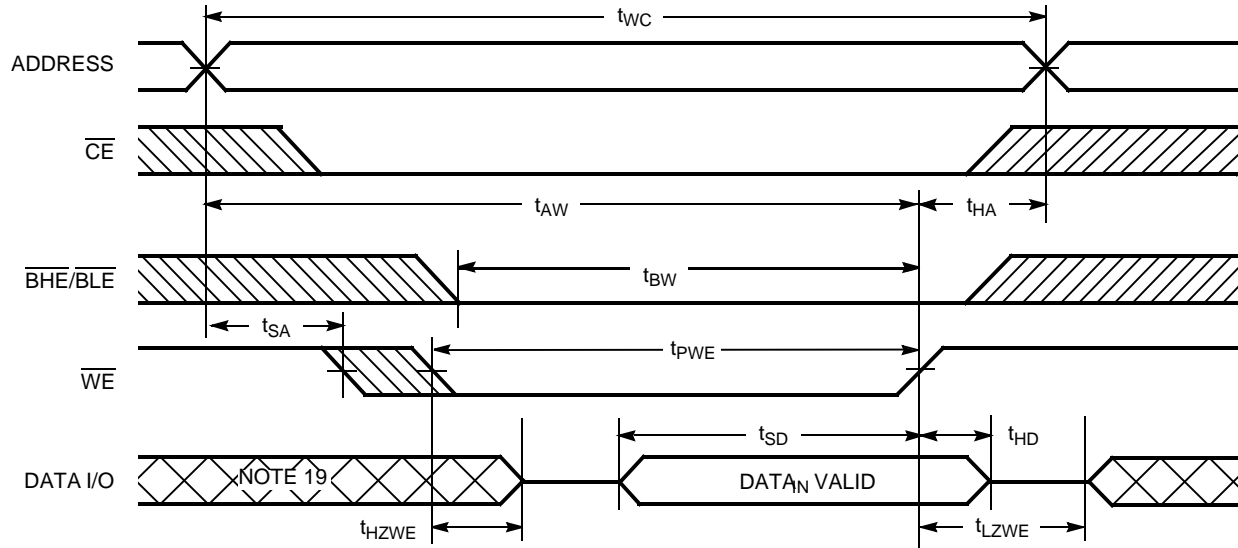 tWC
ADDRESS
CE
tAW
tHA
BHE/BLE
tBW
tSA
tPWE
WE
tSD
tHD
DATA I/O
NOTE 19
DATAIN VALID
tHZWE
tLZWE